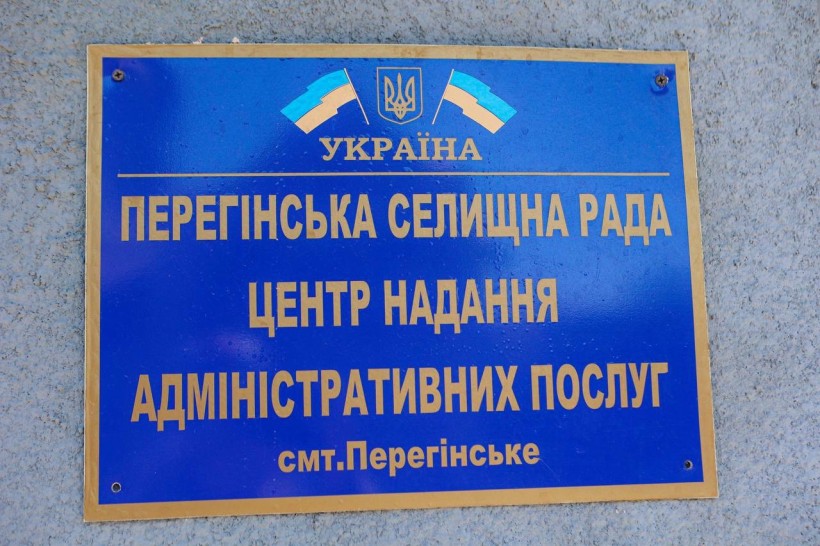 УКРАЇНА
ПЕРЕГІНСЬКА СЕЛИЩНА РАДА
ЦЕНТР НАДАННЯ
АДМІНІСТРАТИВНИХ ПОСЛУГ
смт.Перегінське